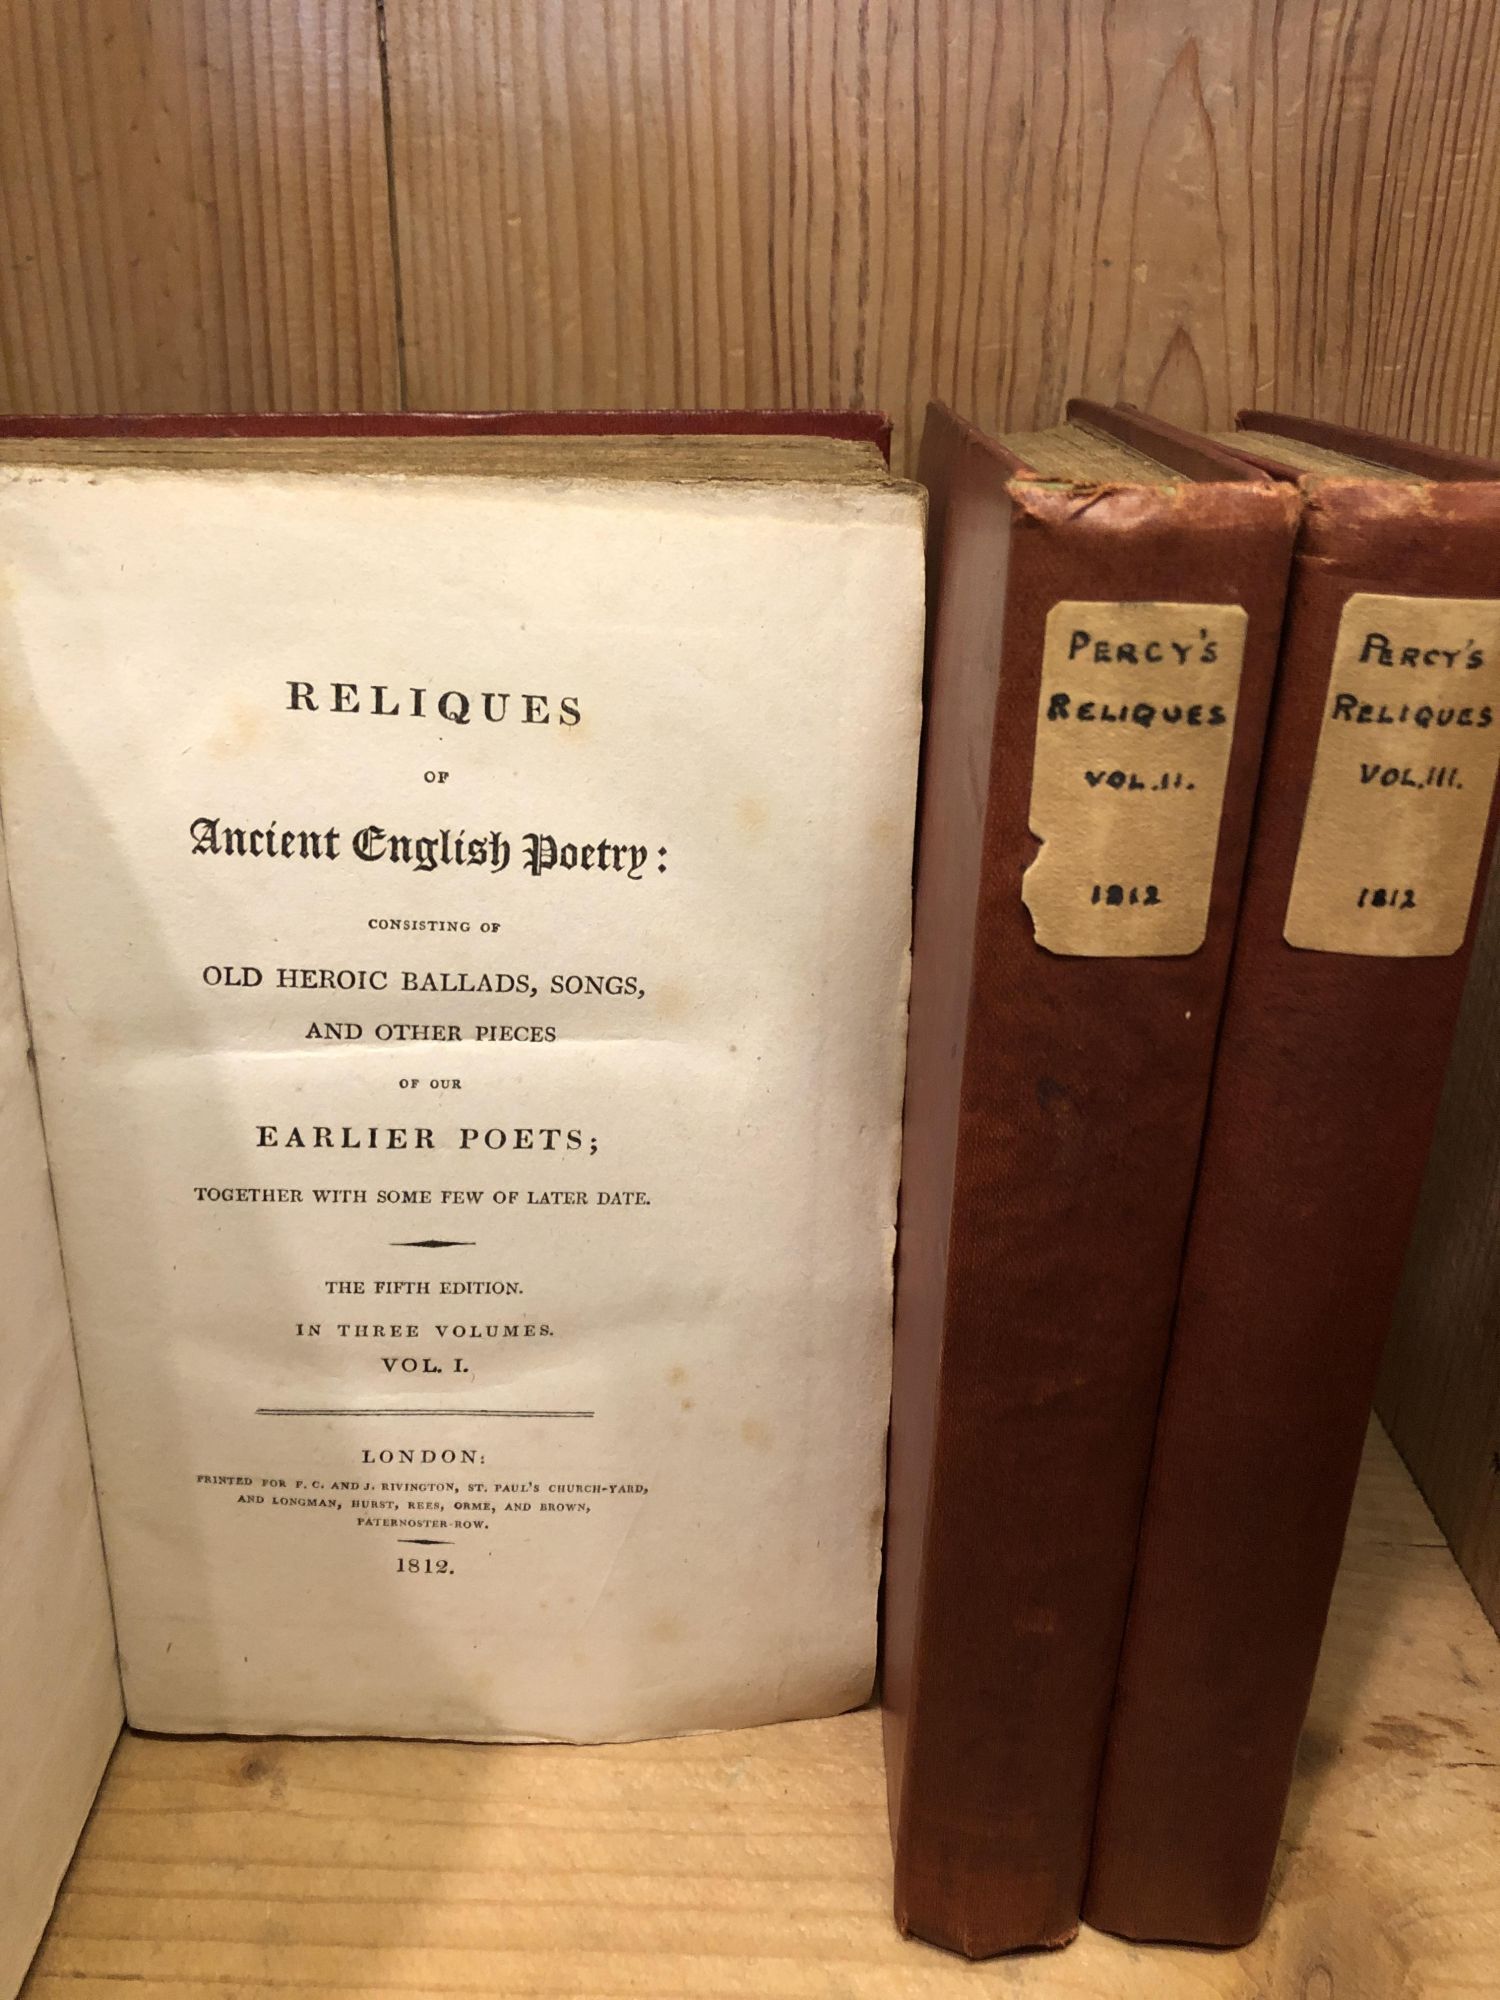 RELIQUES
OF
Ancient English Poetry:
CONSISTING OF
OLD HEROIC BALLADS, SONGS,
AND OTHER PIECES
OF OUR
EARLIER POETS;
TOGETHER WITH SOME FEW OF LATER DATE.
THE FIFTH EDITION.
IN THREE VOLUMES.
VOL. I.
LONDON:
PRINTED FOR F. C. AND J. RIVINGTON, ST. PAUL'S CHURCH-YARD,
AND LONGMAN, HURST, REES, ORME, AND BROWN,
PATERNOSTER-ROW.
1812.
PERCY'S
RELIQUES
VOL. II.
1812
PERCY'S
RELIQUES
VOL. III.
1812